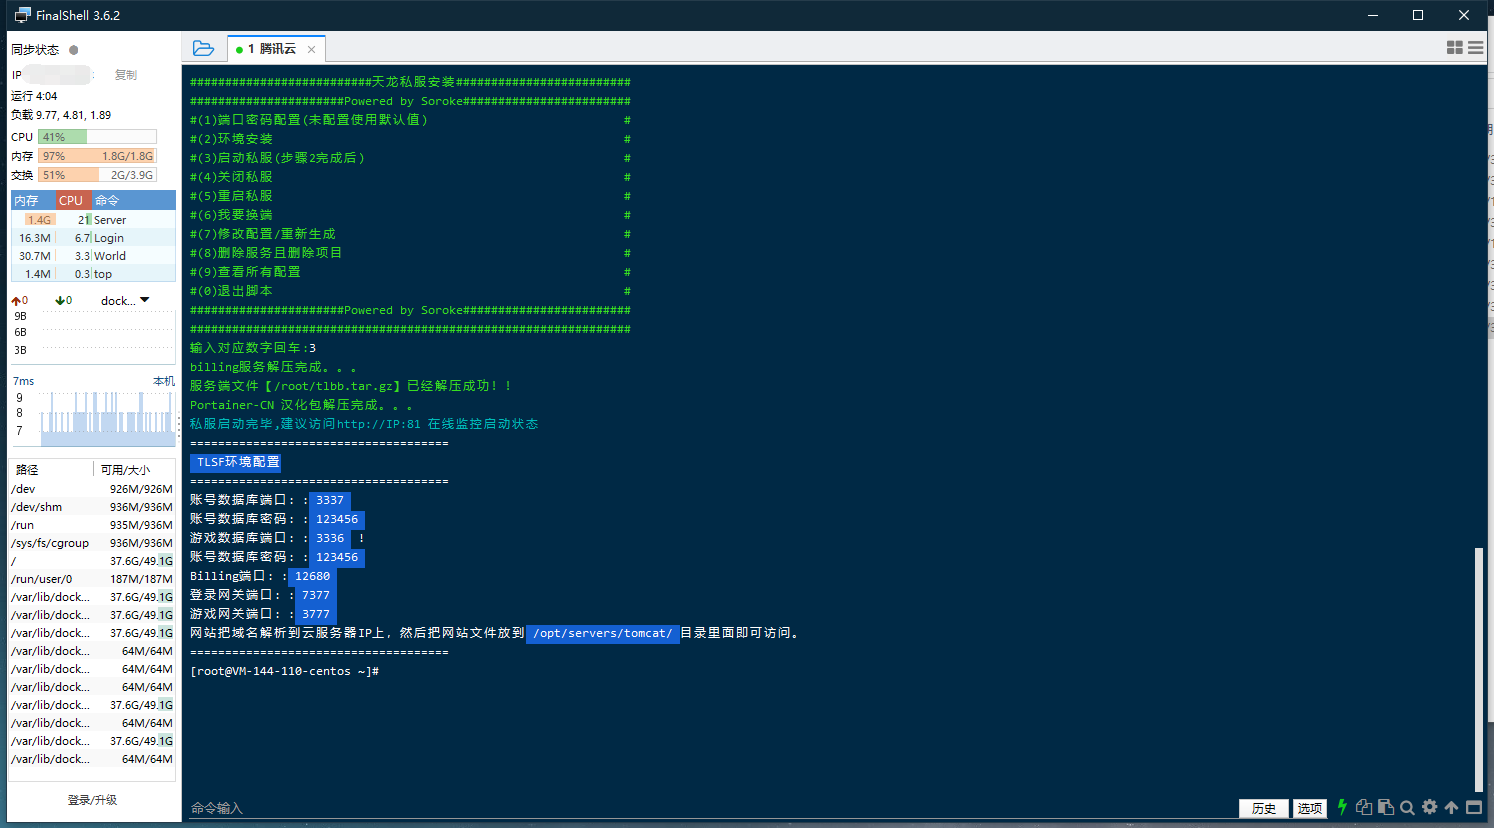 FinalShell 3.6.2
同步状态
IP
复制
运行 4:04
负载 9.77, 4.81, 1.89
CPU 41%
内存 97% 1.8G/1.8G
交换 51% 2G/3.9G
内存 CPU 命令
1.4G 21 Server
16.3M 6.7 Login
30.7M 3.3 World
1.4M 0.3 top
0 0 dock...
9B
6B
3B
7ms 本机
9
8
7
路径 可用/大小
/dev 926M/926M
/dev/shm 936M/936M
/run 935M/936M
/sys/fs/cgroup 936M/936M
/ 37.6G/49.1G
/run/user/0 187M/187M
/var/lib/dock... 37.6G/49.1G
/var/lib/dock... 37.6G/49.1G
/var/lib/dock... 37.6G/49.1G
/var/lib/dock... 64M/64M
/var/lib/dock... 64M/64M
/var/lib/dock... 64M/64M
/var/lib/dock... 37.6G/49.1G
/var/lib/dock... 64M/64M
/var/lib/dock... 37.6G/49.1G
/var/lib/dock... 64M/64M
登录/升级
1 腾讯云
##########################天龙私服安装#########################
######################Powered by Soroke########################
#(1)端口密码配置(未配置使用默认值) #
#(2)环境安装 #
#(3)启动私服(步骤2完成后) #
#(4)关闭私服 #
#(5)重启私服 #
#(6)我要换端 #
#(7)修改配置/重新生成 #
#(8)删除服务且删除项目 #
#(9)查看所有配置 #
#(0)退出脚本 #
######################Powered by Soroke########################
###############################################################
输入对应数字回车:3
billing服务解压完成。。。
服务端文件【/root/tlbb.tar.gz】已经解压成功！！
Portainer-CN 汉化包解压完成。。。
私服启动完毕,建议访问http://IP:81 在线监控启动状态
=====================================
TLSF环境配置
=====================================
账号数据库端口：: 3337
账号数据库密码：: 123456
游戏数据库端口：: 3336 !
账号数据库密码：: 123456
Billing端口：: 12680
登录网关端口：: 7377
游戏网关端口：: 3777
网站把域名解析到云服务器IP上，然后把网站文件放到 /opt/servers/tomcat/ 目录里面即可访问。
=====================================
[root@VM-144-110-centos ~]#
命令输入
历史 选项